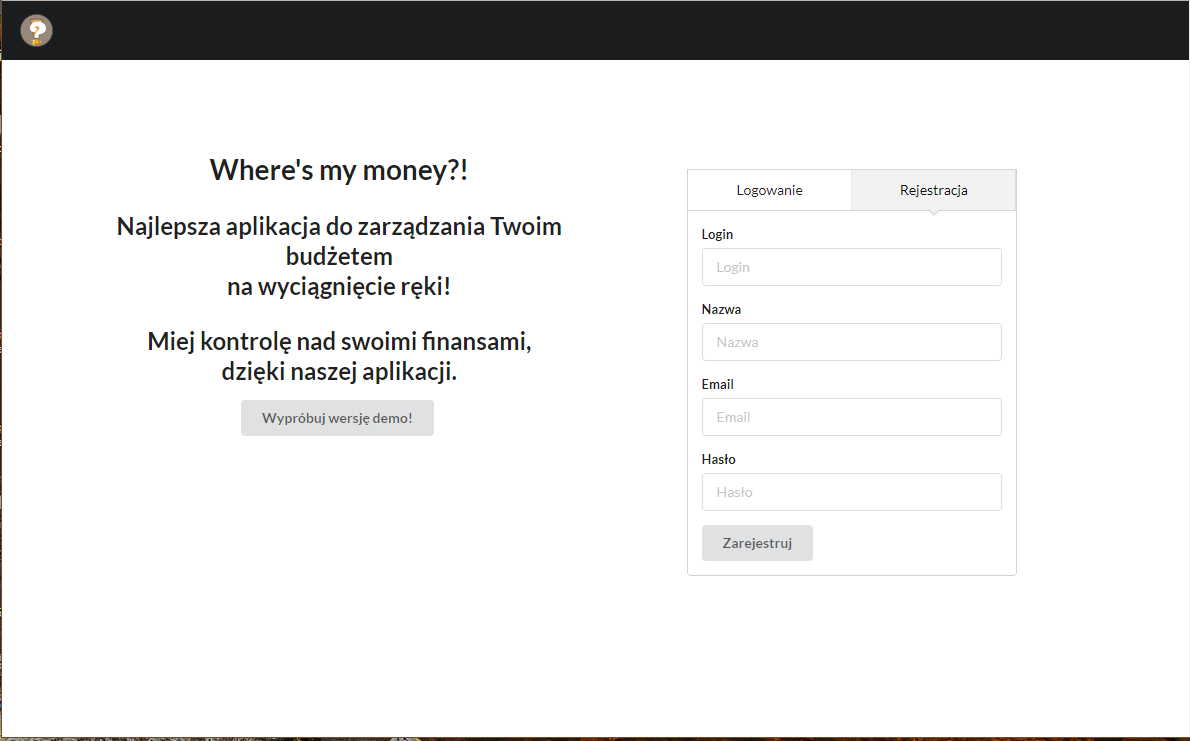 Where's my money?!
Najlepsza aplikacja do zarządzania Twoim
budżetem
na wyciągnięcie ręki!
Miej kontrolę nad swoimi finansami,
dzięki naszej aplikacji.
Wypróbuj wersję demo!
Logowanie
Rejestracja
Login
Login
Nazwa
Nazwa
Email
Email
Hasło
Hasło
Zarejestruj